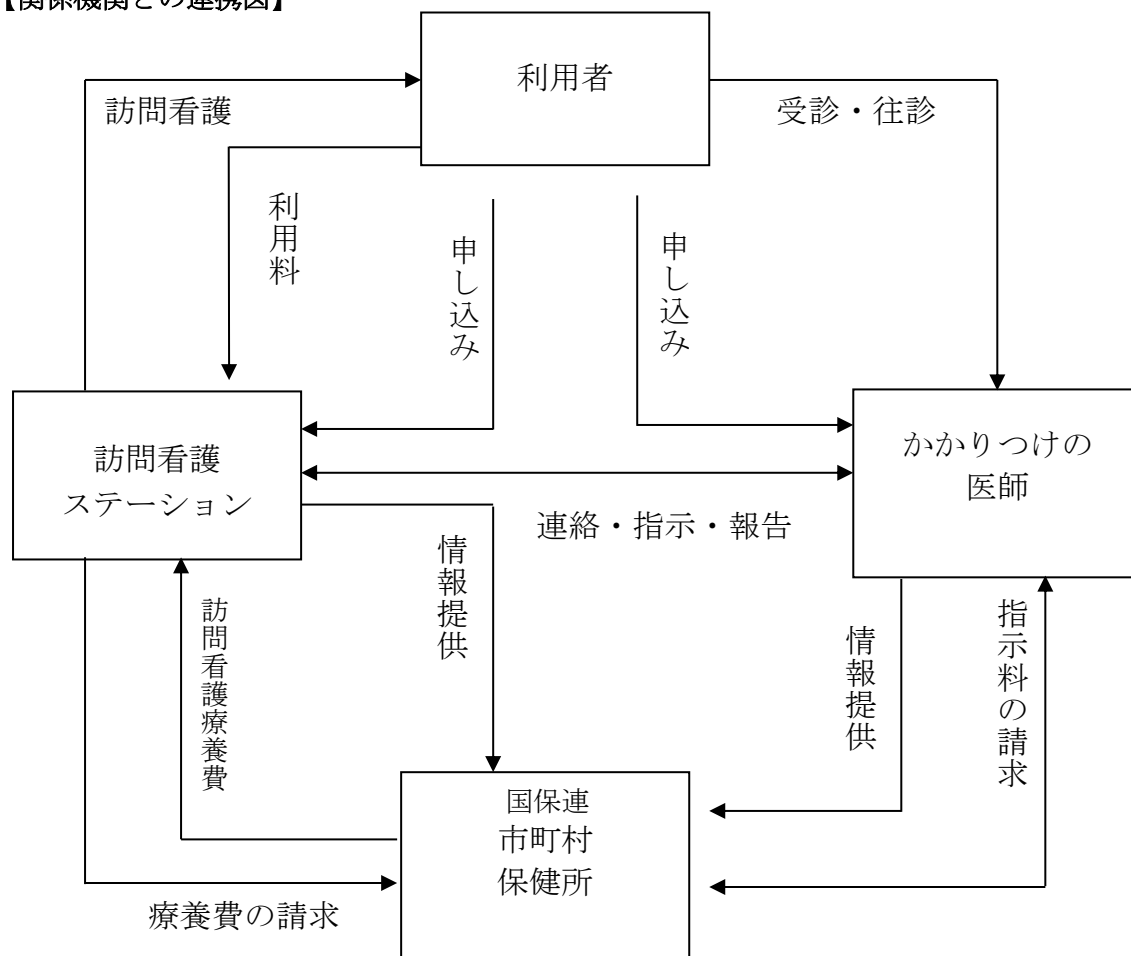 【関係機関との連携図】
利用者
訪問看護
受診・往診
利用料
申し込み
申し込み
訪問看護
ステーション
かかりつけの
医師
連絡・指示・報告
情報提供
訪問看護療養費
情報提供
指示料の請求
国保連
市町村
保健所
療養費の請求